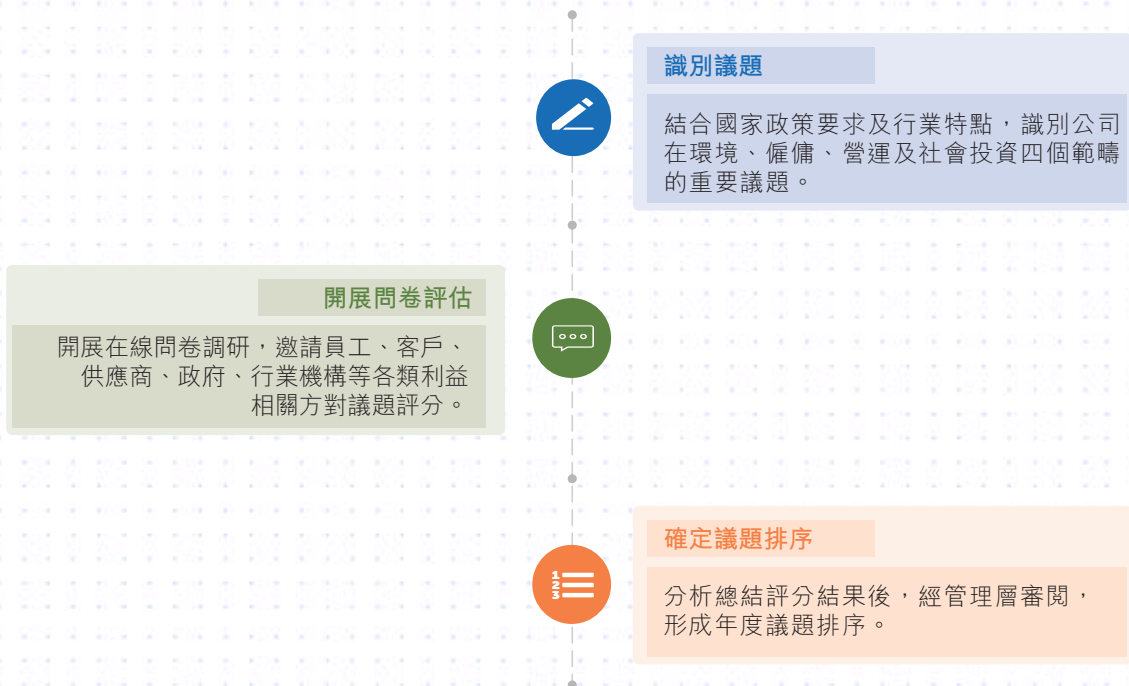 識別議題
結合國家政策要求及行業特點，識別公司
在環境、僱傭、營運及社會投資四個範疇
的重要議題。
開展問卷評估
開展在線問卷調研，邀請員工、客戶、
供應商、政府、行業機構等各類利益
相關方對議題評分。
1
2
3
確定議題排序
分析總結評分結果後，經管理層審閱，
形成年度議題排序。